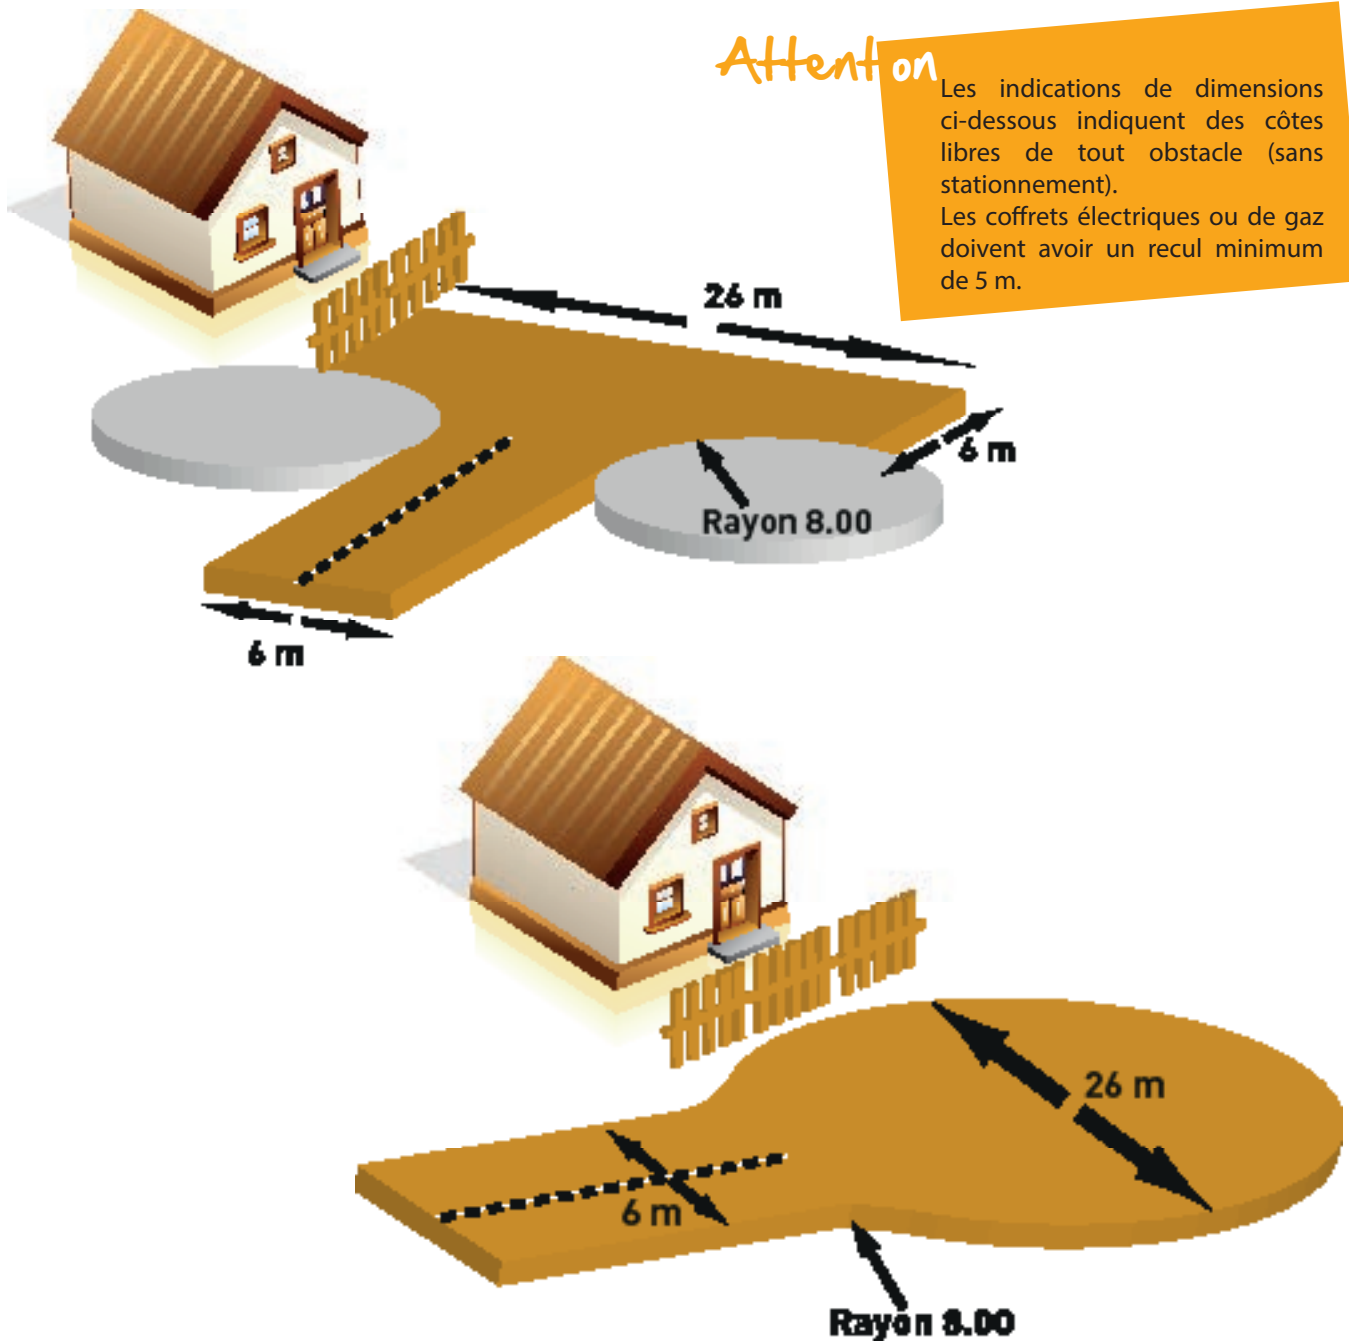 Attention
Les indications de dimensions
ci-dessous indiquent des côtes
libres de tout obstacle (sans
stationnement).
Les coffrets électriques ou de gaz
doivent avoir un recul minimum
de 5 m.
26 m
6 m
Rayon 8.00
6 m
26 m
6 m
Rayon 8.00